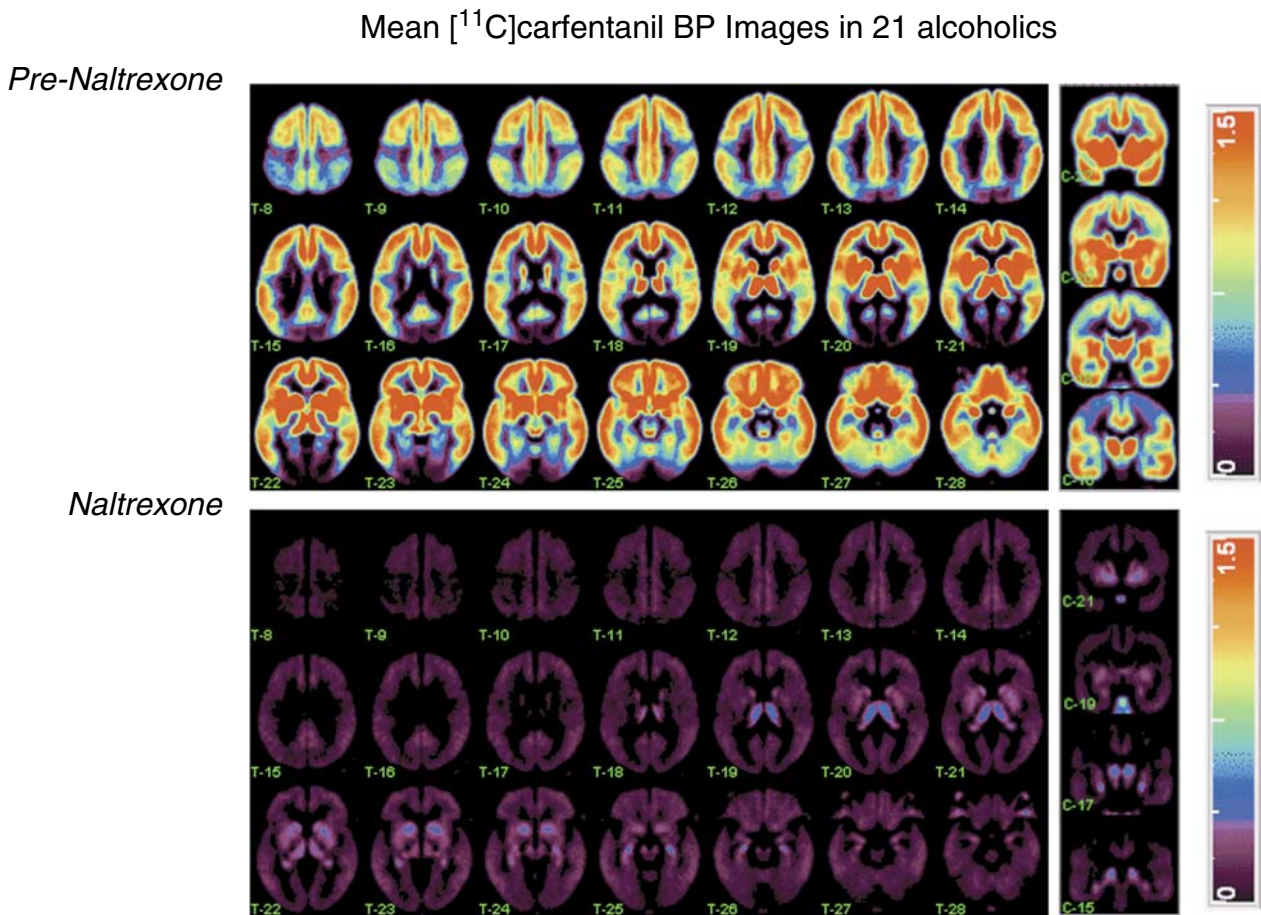 Mean [¹¹C]carfentanil BP Images in 21 alcoholics
Pre-Naltrexone
T-8 T-9 T-10 T-11 T-12 T-13 T-14
T-15 T-16 T-17 T-18 T-19 T-20 T-21
T-22 T-23 T-24 T-25 T-26 T-27 T-28
1.5
0
Naltrexone
T-8 T-9 T-10 T-11 T-12 T-13 T-14
T-15 T-16 T-17 T-18 T-19 T-20 T-21
T-22 T-23 T-24 T-25 T-26 T-27 T-28
C-21
C-19
C-17
C-15
1.5
0